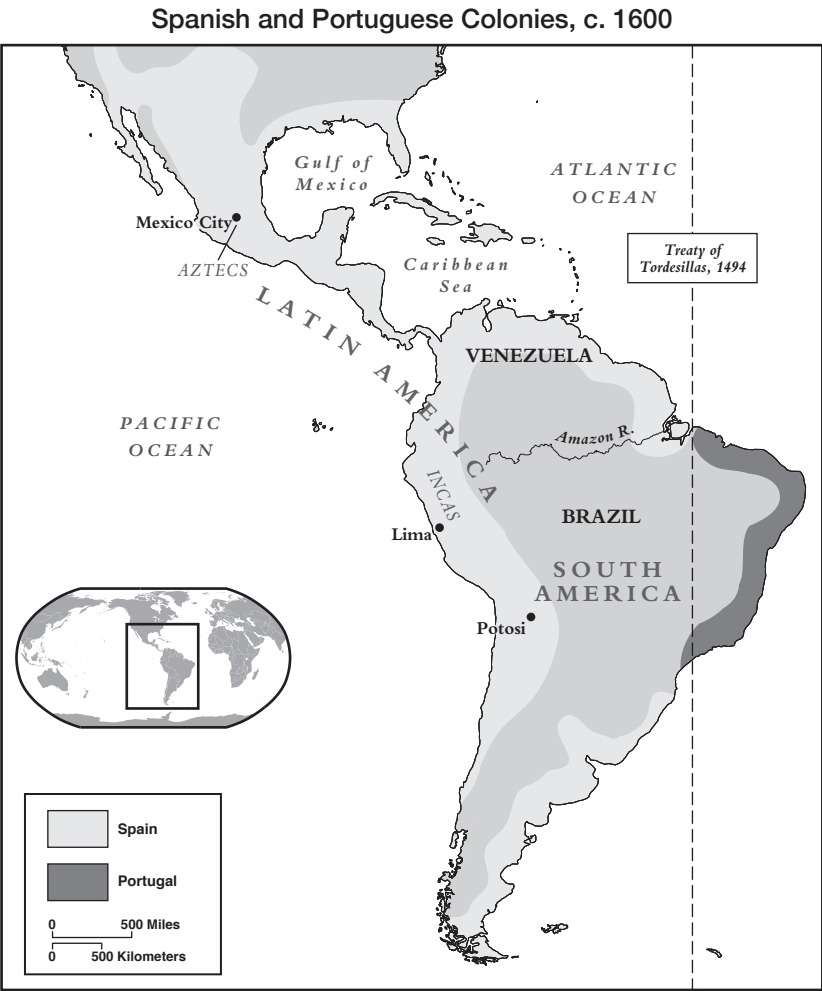 Spanish and Portuguese Colonies, c. 1600
Gulf of
Mexico
ATLANTIC
OCEAN
Mexico City
AZTECS
Treaty of
Tordesillas, 1494
Caribbean
Sea
LATIN AMERICA
VENEZUELA
PACIFIC
OCEAN
Amazon R.
INCAS
BRAZIL
Lima
SOUTH
AMERICA
Potosi
Spain
Portugal
0 500 Miles
0 500 Kilometers